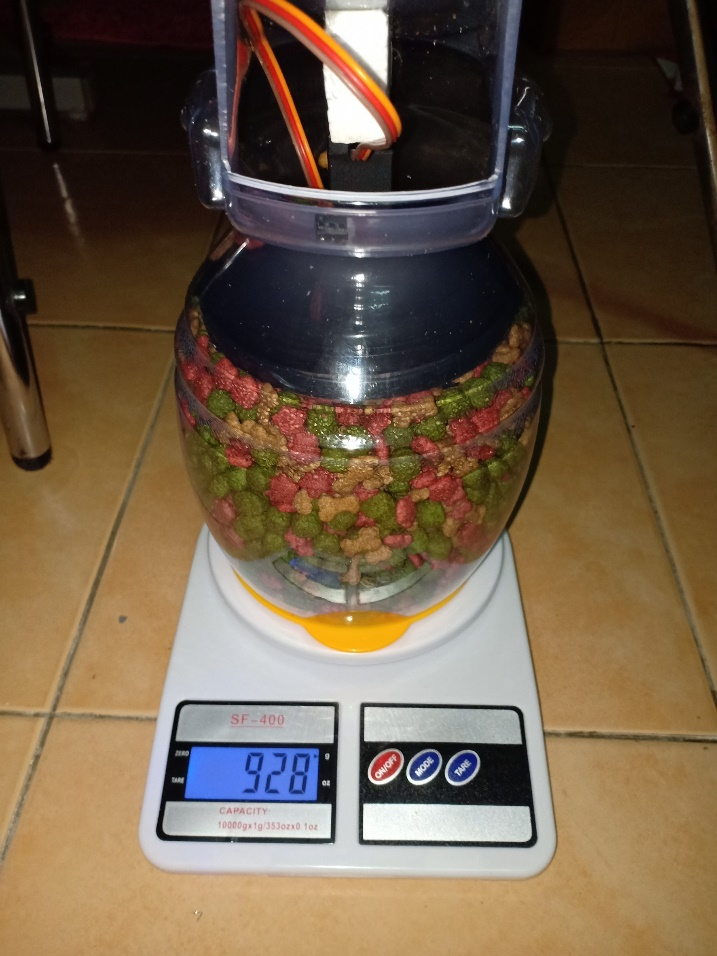 SF-400
ZERO
928
g
TARE
oz
CAPACITY:
10000gx1g/353ozx0.1oz
ON/OFF
MODE
TARE